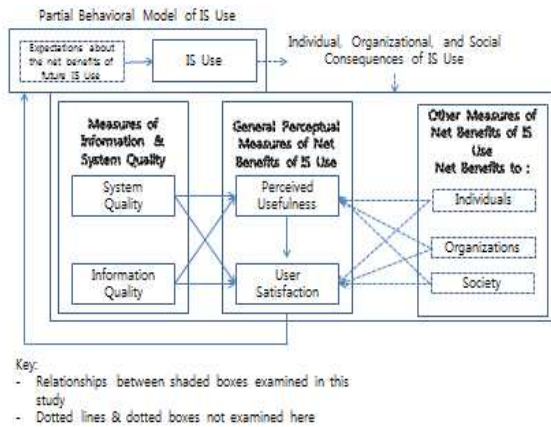 Partial Behavioral Model of IS Use
Expectations about
the net benefits of
future IS Use
IS Use
Individual, Organizational, and Social
Consequences of IS Use
Measures of
Information &
System Quality
System
Quality
Information
Quality
General Perceptual
Measures of Net
Benefits of IS Use
Perceived
Usefulness
User
Satisfaction
Other Measures of
Net Benefits of IS
Use
Net Benefits to :
Individuals
Organizations
Society
Key:
- Relationships between shaded boxes examined in this
study
- Dotted lines & dotted boxes not examined here